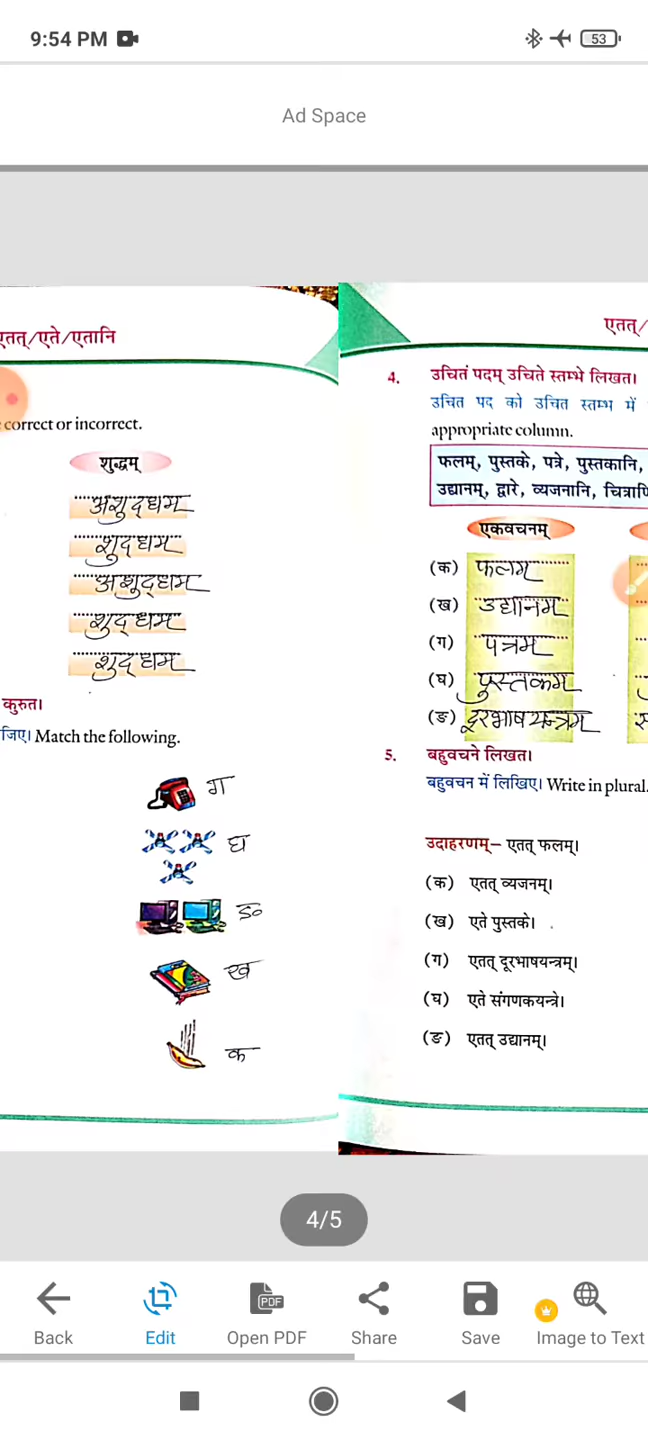 9:54 PM
53
Ad Space
एतत्/एते/एतानि
correct or incorrect.
शुद्धम्
अशुद्धम्
शुद्धम्
अशुद्धम्
शुद्धम्
शुद्धम्
कुरुत।
जिए। Match the following.
ग
घ
ङ
ख
क
एतत्/
4. उचितं पदम् उचिते स्तम्भे लिखत।
उचित पद को उचित स्तम्भ में
appropriate column.
फलम्, पुस्तके, पत्रे, पुस्तकानि,
उद्यानम्, द्वारे, व्यजनानि, चित्राणि
एकवचनम्
(क) फलम्
(ख) उद्यानम्
(ग) पत्रम्
(घ) पुस्तकम्
(ङ) दूरभाषयन्त्रम्
5. बहुवचने लिखत।
बहुवचन में लिखिए। Write in plural.
उदाहरणम्– एतत् फलम्।
(क) एतत् व्यजनम्।
(ख) एते पुस्तके।
(ग) एतत् दूरभाषयन्त्रम्।
(घ) एते संगणकयन्त्रे।
(ङ) एतत् उद्यानम्।
4/5
PDF
Back
Edit
Open PDF
Share
Save
Image to Text